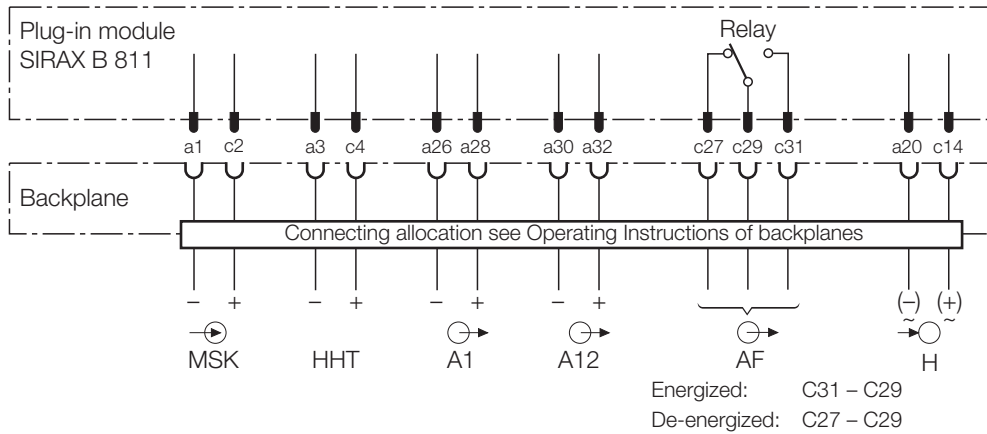 Plug-in module
SIRAX B 811
Relay
a1 c2 a3 c4 a26 a28 a30 a32 c27 c29 c31 a20 c14
Backplane
Connecting allocation see Operating Instructions of backplanes
– + – + – + – + (–) (+)
~ ~
MSK HHT A1 A12 AF H
Energized: C31 – C29
De-energized: C27 – C29